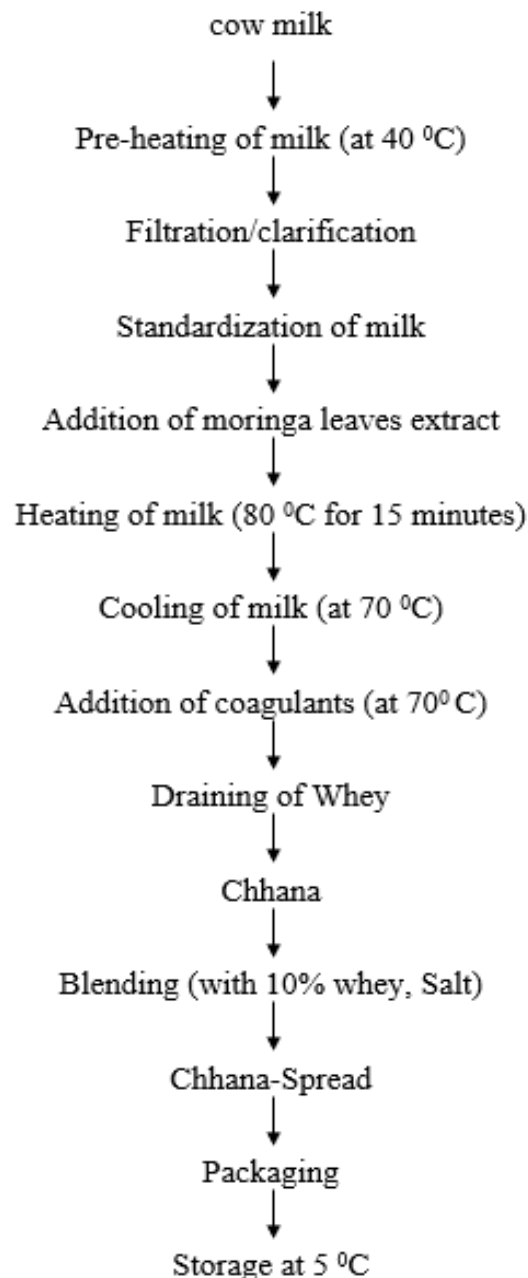 cow milk
Pre-heating of milk (at 40 ⁰C)
Filtration/clarification
Standardization of milk
Addition of moringa leaves extract
Heating of milk (80 ⁰C for 15 minutes)
Cooling of milk (at 70 ⁰C)
Addition of coagulants (at 70⁰ C)
Draining of Whey
Chhana
Blending (with 10% whey, Salt)
Chhana-Spread
Packaging
Storage at 5 ⁰C